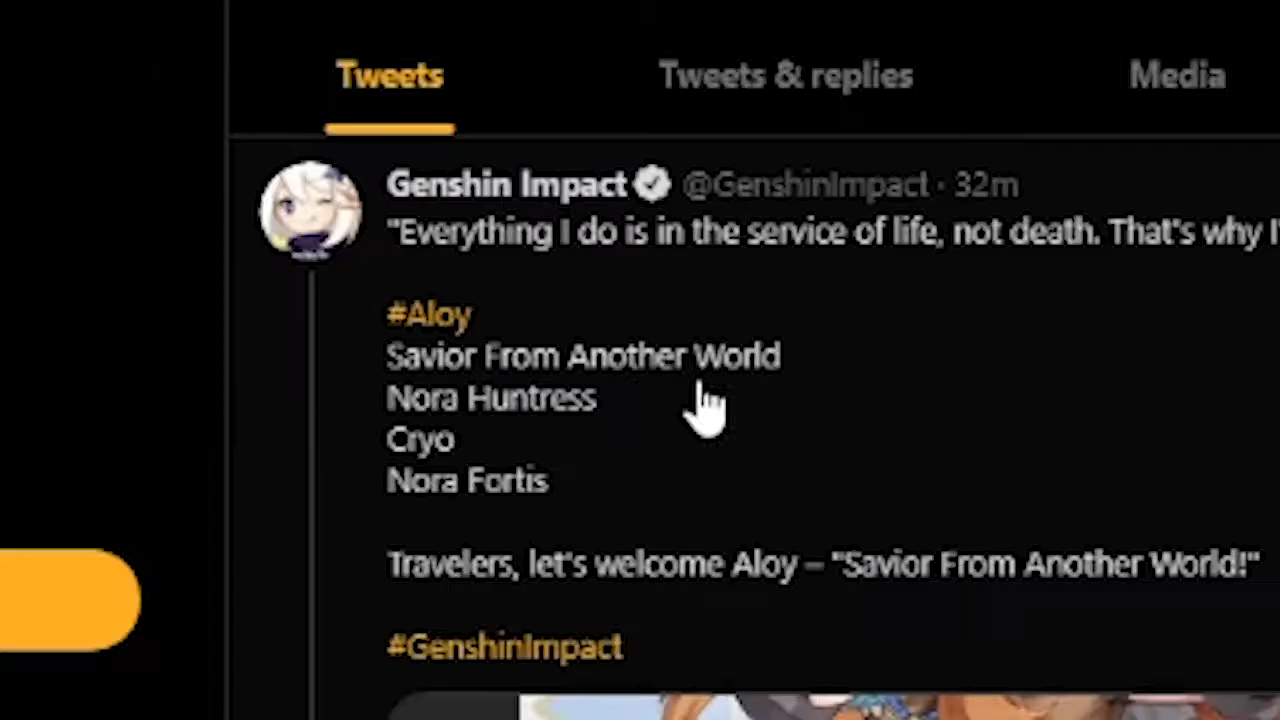 Tweets
Tweets & replies
Media
Genshin Impact @GenshinImpact · 32m
"Everything I do is in the service of life, not death. That's why I'
#Aloy
Savior From Another World
Nora Huntress
Cryo
Nora Fortis
Travelers, let's welcome Aloy – "Savior From Another World!"
#GenshinImpact